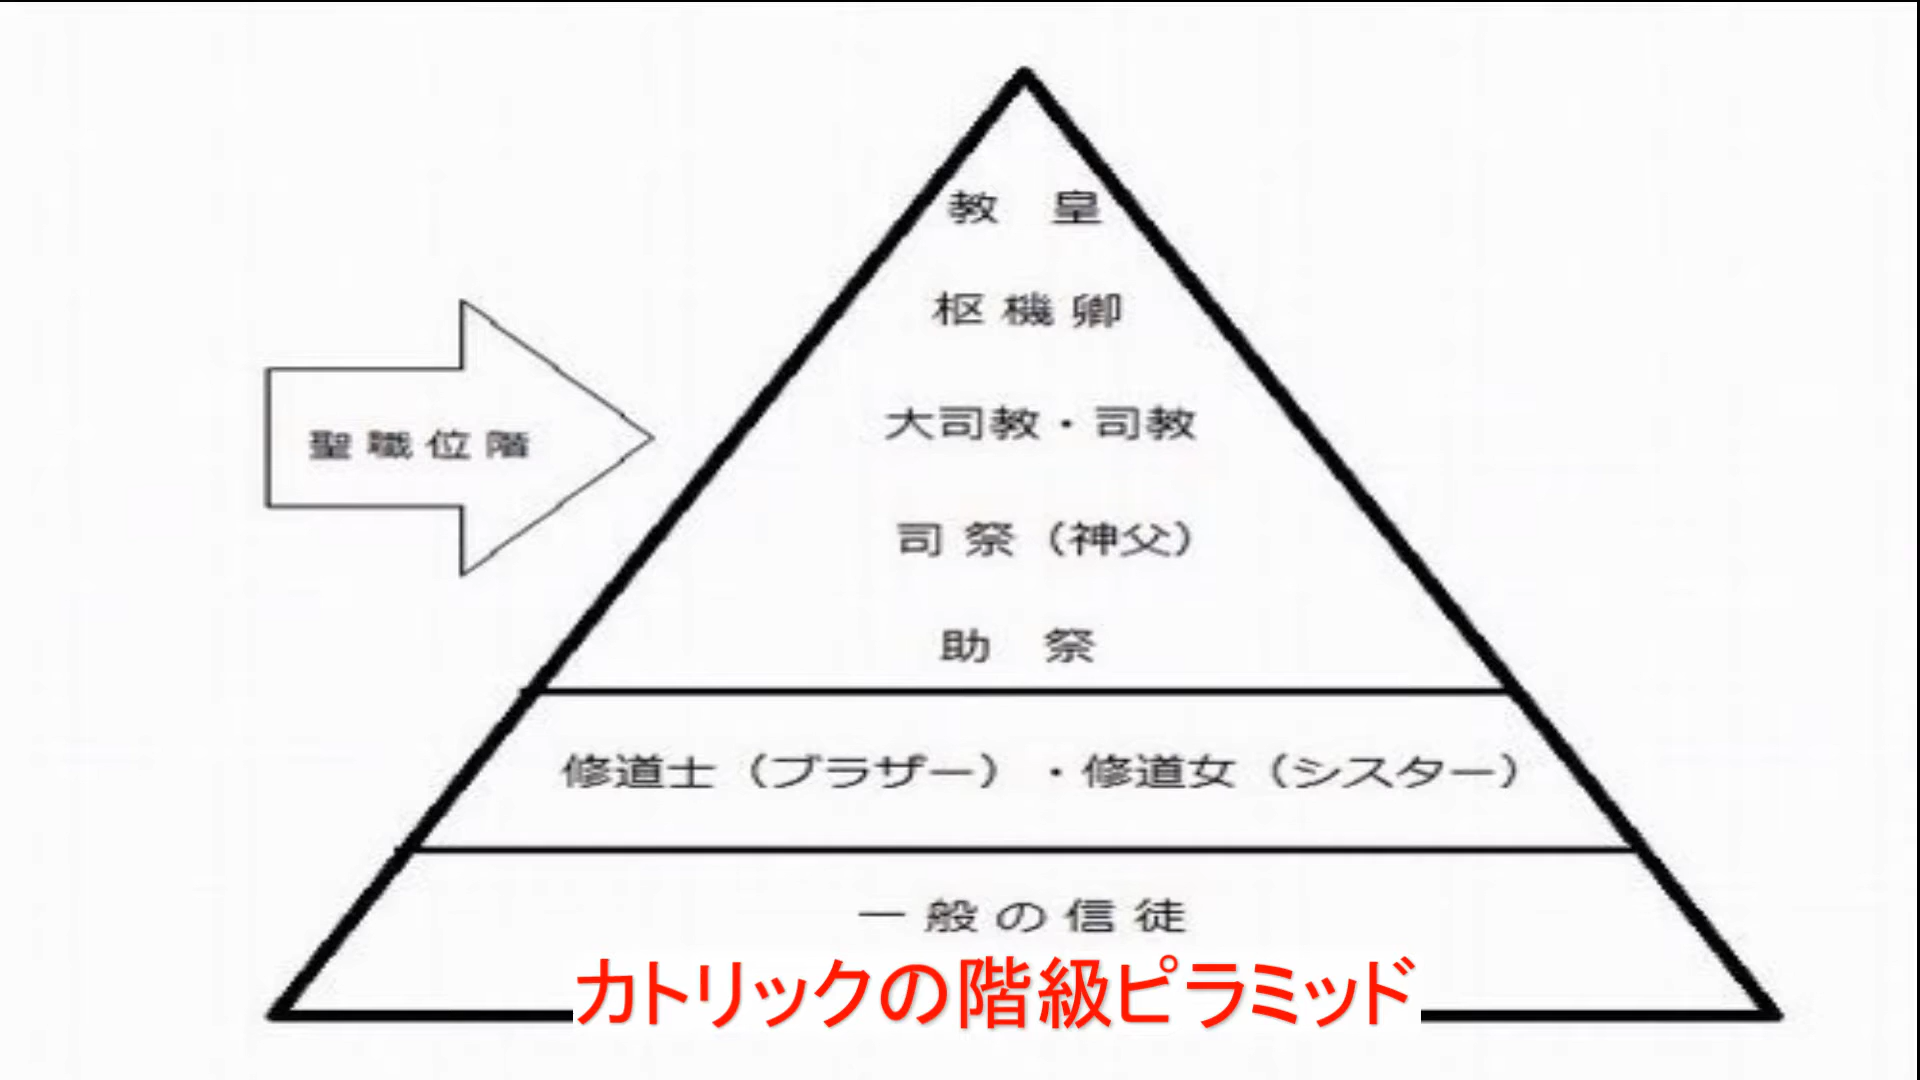 教 皇
枢機卿
大司教・司教
聖職位階
司祭（神父）
助 祭
修道士（ブラザー）・修道女（シスター）
一般の信徒
カトリックの階級ピラミッド